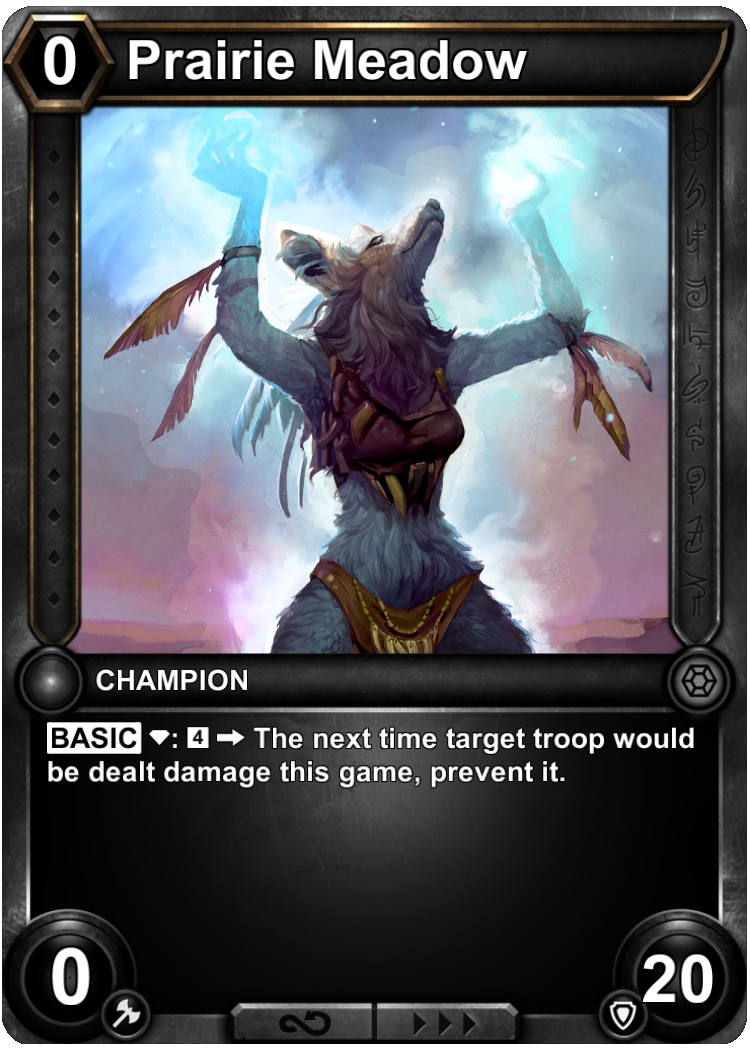 0 Prairie Meadow
CHAMPION
BASIC : 4 → The next time target troop would
be dealt damage this game, prevent it.
0 20